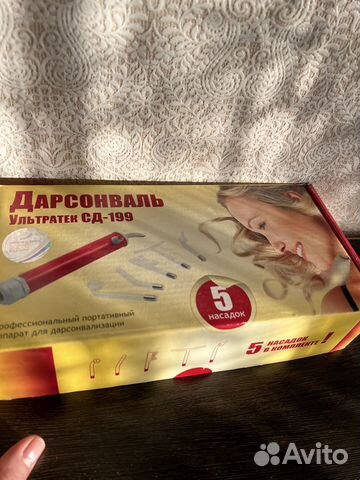 ДАРСОНВАЛЬ
УЛЬТРАТЕК СД-199
5
насадок
рофессиональный портативный
парат для дарсонвализации
5 НАСАДОК
В КОМПЛЕКТЕ !
Avito